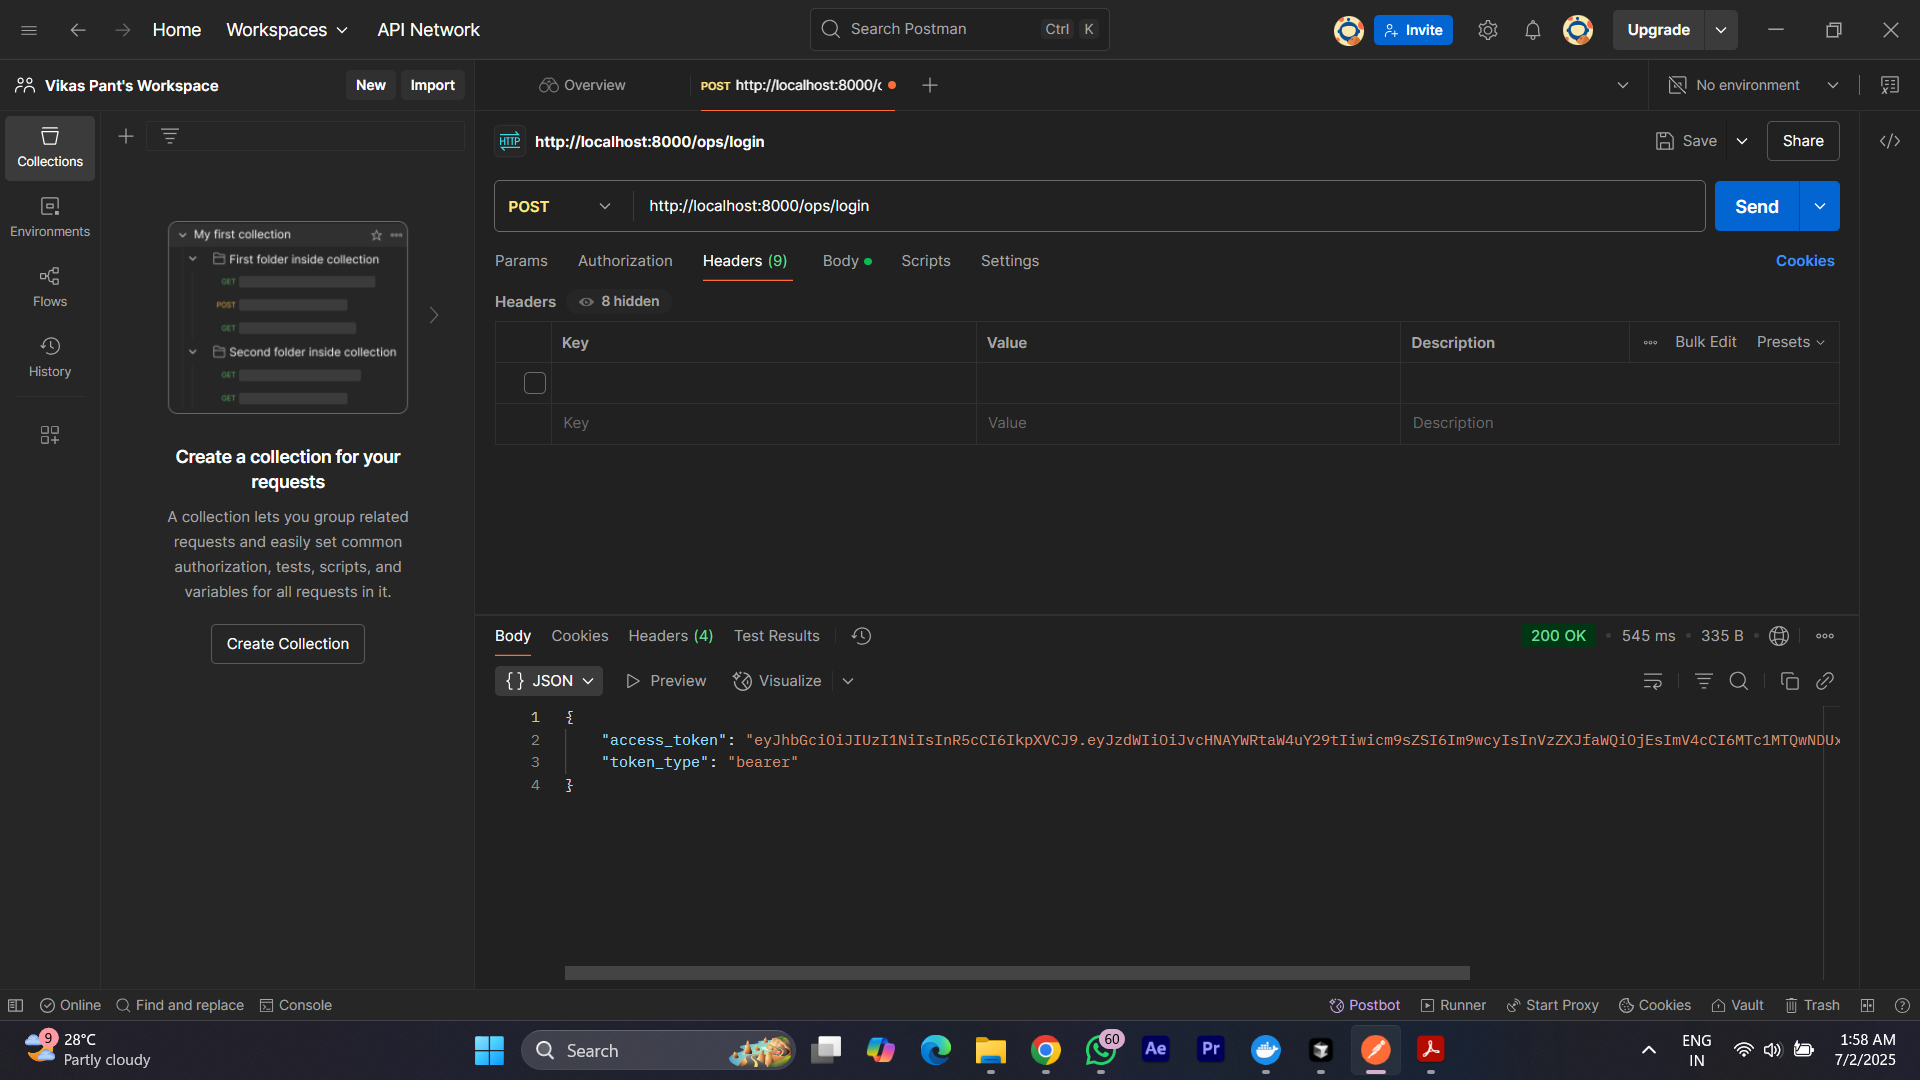 Home Workspaces API Network
Search Postman Ctrl K
Invite Upgrade
Vikas Pant's Workspace New Import
Overview POST http://localhost:8000/c No environment
Collections
Environments
Flows
History
My first collection
First folder inside collection
GET
POST
GET
Second folder inside collection
GET
GET
Create a collection for your
requests
A collection lets you group related
requests and easily set common
authorization, tests, scripts, and
variables for all requests in it.
Create Collection
HTTP http://localhost:8000/ops/login Save Share
POST http://localhost:8000/ops/login Send
Params Authorization Headers (9) Body Scripts Settings Cookies
Headers 8 hidden
Key Value Description Bulk Edit Presets
Key Value Description
Body Cookies Headers (4) Test Results 200 OK 545 ms 335 B
{} JSON Preview Visualize
1 {
2 "access_token": "eyJhbGciOiJIUzI1NiIsInR5cCI6IkpXVCJ9.eyJzdWIiOiJvcHNAYWRtaW4uY29tIiwicm9sZSI6Im9wcyIsInVzZXJfaWQiOjEsImV4cCI6MTc1MTQwNDUx
3 "token_type": "bearer"
4 }
Online Find and replace Console Postbot Runner Start Proxy Cookies Vault Trash
9 28°C
Partly cloudy
Search 60 Ae Pr
ENG
IN
1:58 AM
7/2/2025